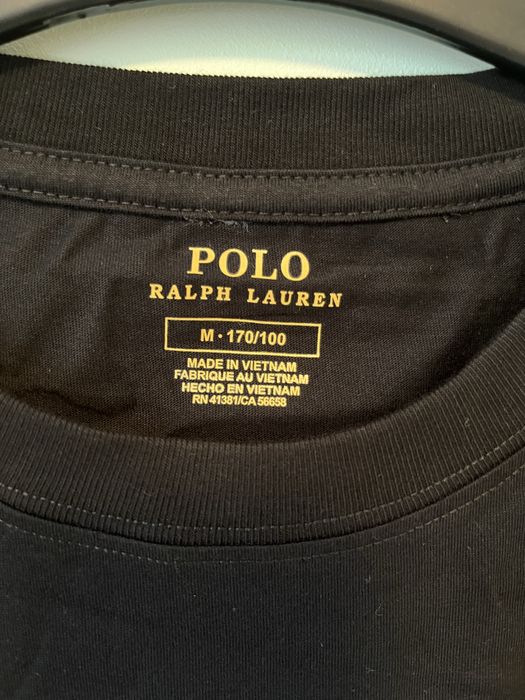 POLO
RALPH LAUREN
M • 170/100
MADE IN VIETNAM
FABRIQUE AU VIETNAM
HECHO EN VIETNAM
RN 41381/CA 56658